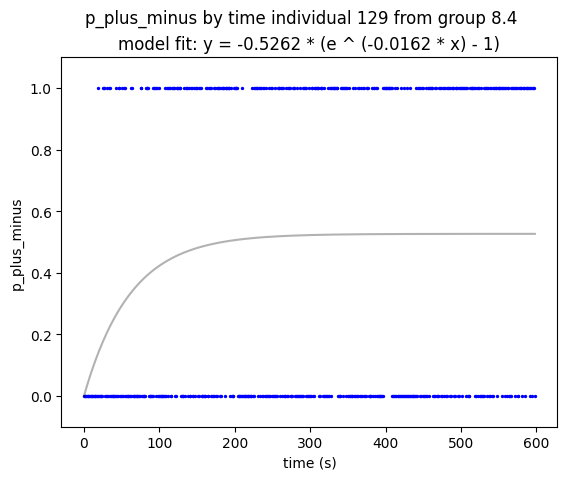 p_plus_minus by time individual 129 from group 8.4
model fit: y = -0.5262 * (e ^ (-0.0162 * x) - 1)
1.0
0.8
0.6
0.4
0.2
0.0
p_plus_minus
0 100 200 300 400 500 600
time (s)